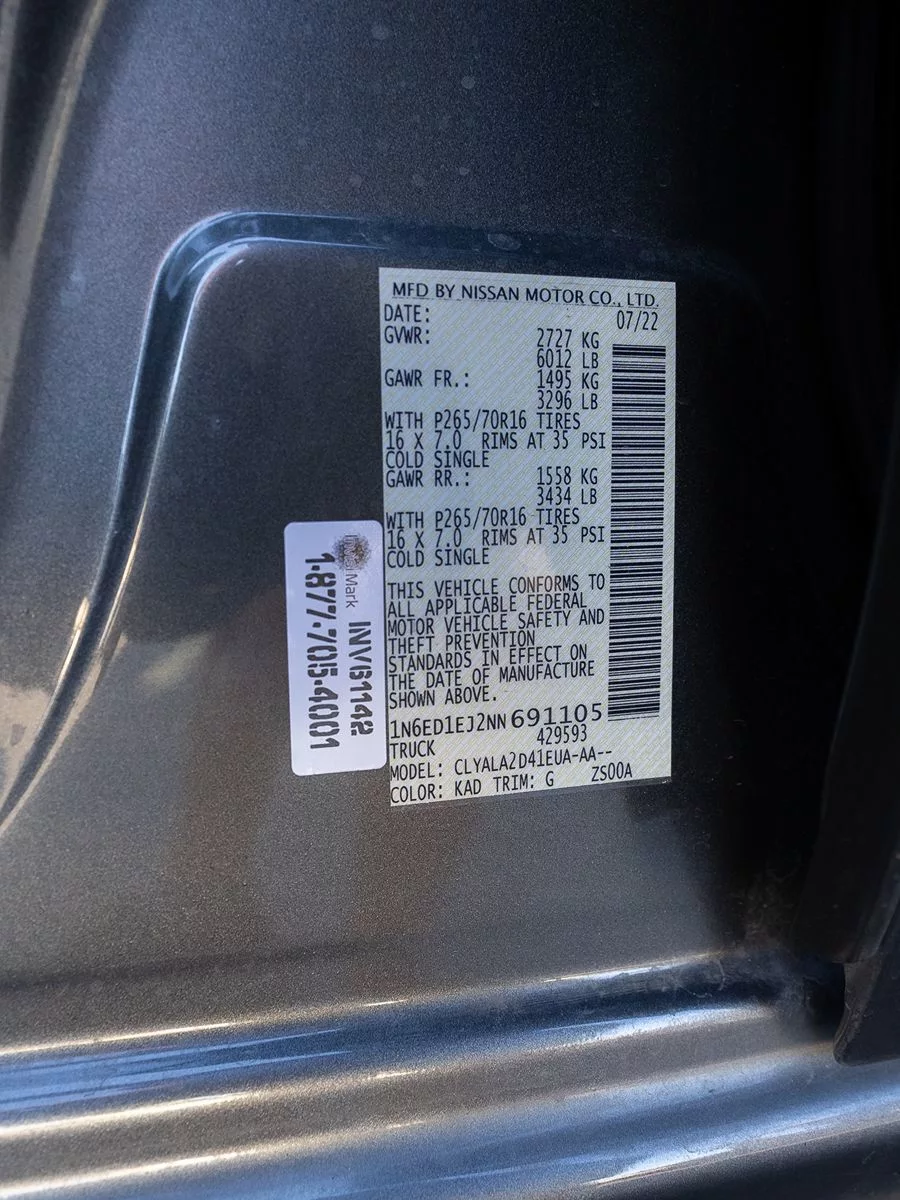 MFD BY NISSAN MOTOR CO., LTD.
DATE: 07/22
GVWR: 2727 KG
6012 LB
GAWR FR.: 1495 KG
3296 LB
WITH P265/70R16 TIRES
16 X 7.0 RIMS AT 35 PSI
COLD SINGLE
GAWR RR.: 1558 KG
3434 LB
WITH P265/70R16 TIRES
16 X 7.0 RIMS AT 35 PSI
COLD SINGLE
THIS VEHICLE CONFORMS TO
ALL APPLICABLE FEDERAL
MOTOR VEHICLE SAFETY AND
THEFT PREVENTION
STANDARDS IN EFFECT ON
THE DATE OF MANUFACTURE
SHOWN ABOVE.
1N6ED1EJ2NN 691105
TRUCK 429593
MODEL: CLYALA2D41EUA-AA--
COLOR: KAD TRIM: G ZS00A
Mark INV61142
1-877-705-4001